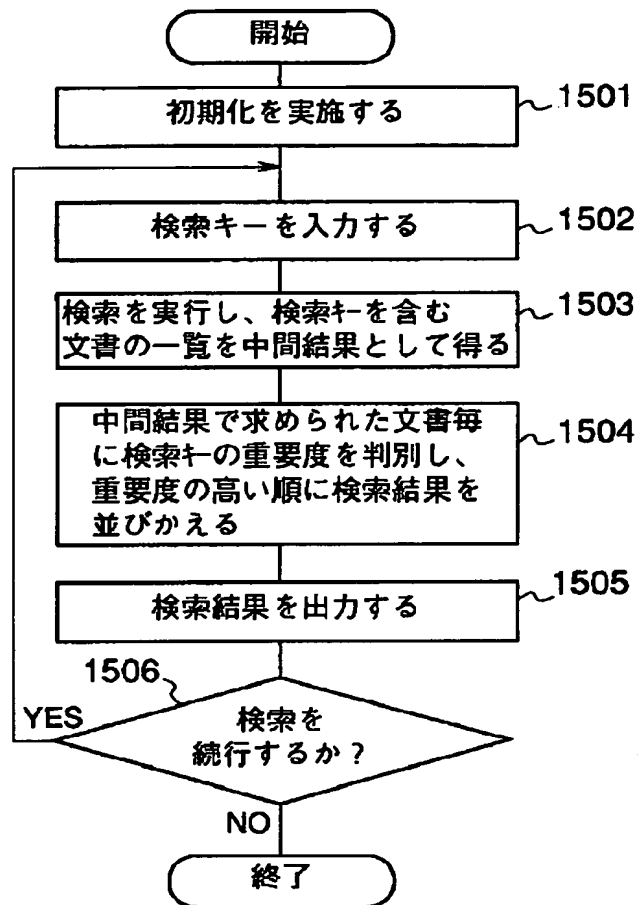 開始
初期化を実施する
1501
検索キーを入力する
1502
検索を実行し、検索キーを含む
文書の一覧を中間結果として得る
1503
中間結果で求められた文書毎
に検索キーの重要度を判別し、
重要度の高い順に検索結果を
並びかえる
1504
検索結果を出力する
1505
1506
検索を
続行するか？
YES
NO
終了